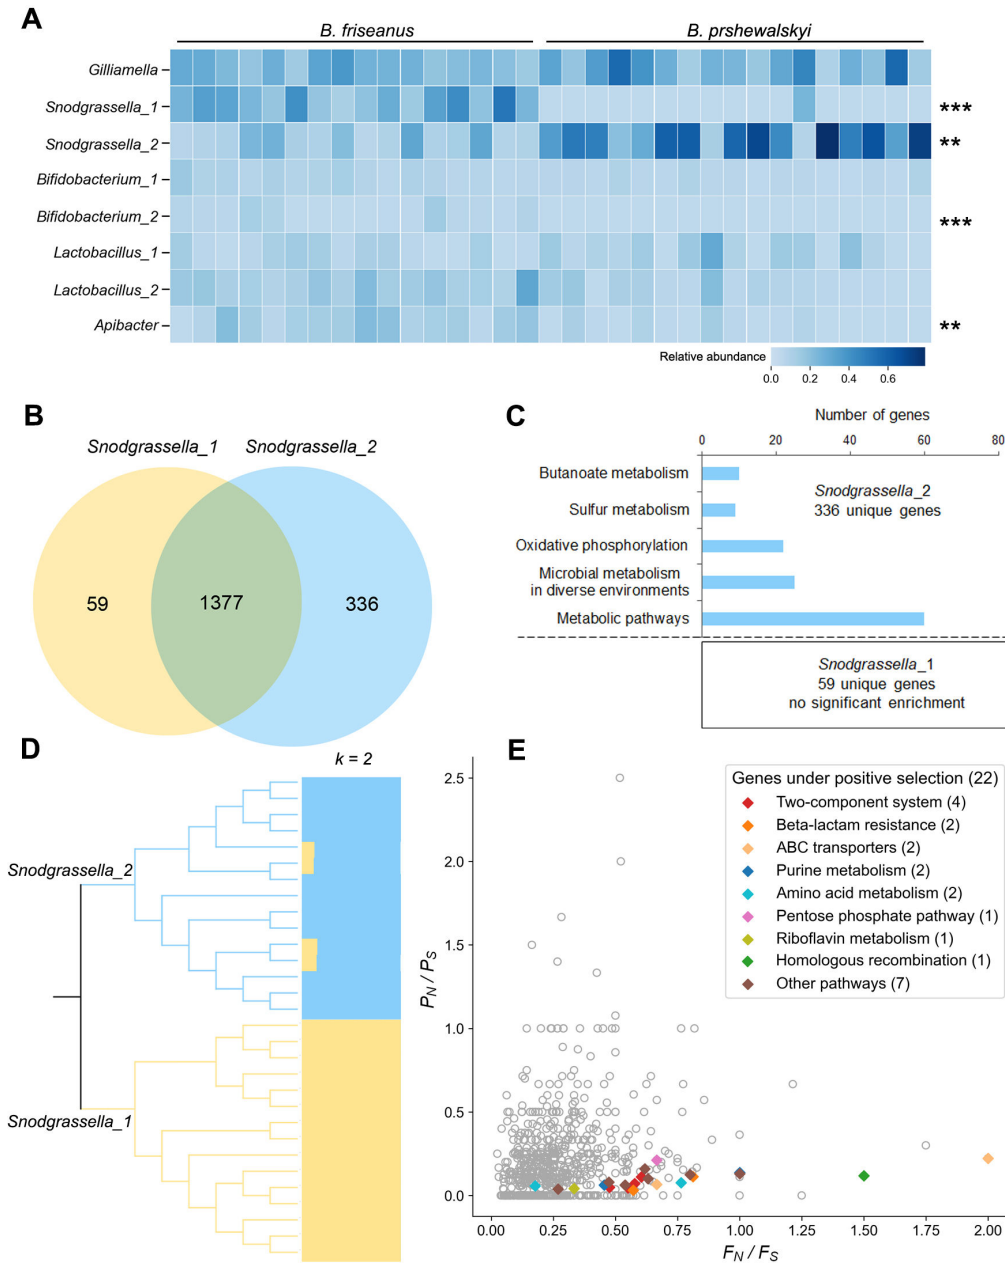 A
B. friseanus
B. prshewalskyi
Gilliamella
Snodgrassella_1
***
Snodgrassella_2
**
Bifidobacterium_1
Bifidobacterium_2
***
Lactobacillus_1
Lactobacillus_2
Apibacter
**
Relative abundance
0.0 0.2 0.4 0.6
B
Snodgrassella_1
Snodgrassella_2
59
1377
336
C
Number of genes
0 20 40 60 80
Butanoate metabolism
Sulfur metabolism
Oxidative phosphorylation
Microbial metabolism
in diverse environments
Metabolic pathways
Snodgrassella_2
336 unique genes
Snodgrassella_1
59 unique genes
no significant enrichment
D
k = 2
Snodgrassella_2
Snodgrassella_1
E
PN / PS
2.5
2.0
1.5
1.0
0.5
0.0
Genes under positive selection (22)
Two-component system (4)
Beta-lactam resistance (2)
ABC transporters (2)
Purine metabolism (2)
Amino acid metabolism (2)
Pentose phosphate pathway (1)
Riboflavin metabolism (1)
Homologous recombination (1)
Other pathways (7)
0.00 0.25 0.50 0.75 1.00 1.25 1.50 1.75 2.00
FN / FS